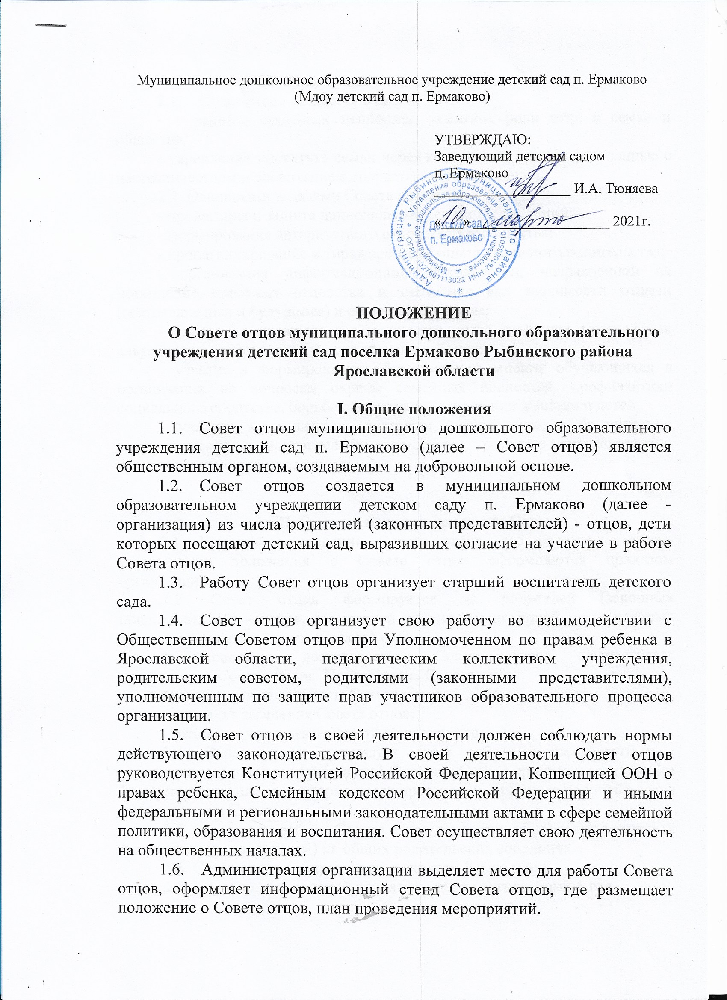 Муниципальное дошкольное образовательное учреждение детский сад п. Ермаково
(Мдоу детский сад п. Ермаково)
УТВЕРЖДАЮ:
Заведующий детским садом
п. Ермаково
И.А. Тюняева
«10» марта 2021г.
Администрация Рыбинского муниципального района *
* Управление образования
Муниципальное дошкольное образовательное учреждение *
ОГРН 1027601113022 ИНН 7610055010
Детский сад
п. Ермаково
ПОЛОЖЕНИЕ
О Совете отцов муниципального дошкольного образовательного
учреждения детский сад поселка Ермаково Рыбинского района
Ярославской области
I. Общие положения
1.1. Совет отцов муниципального дошкольного образовательного
учреждения детский сад п. Ермаково (далее – Совет отцов) является
общественным органом, создаваемым на добровольной основе.
1.2. Совет отцов создается в муниципальном дошкольном
образовательном учреждении детском саду п. Ермаково (далее -
организация) из числа родителей (законных представителей) - отцов, дети
которых посещают детский сад, выразивших согласие на участие в работе
Совета отцов.
1.3. Работу Совет отцов организует старший воспитатель детского
сада.
1.4. Совет отцов организует свою работу во взаимодействии с
Общественным Советом отцов при Уполномоченном по правам ребенка в
Ярославской области, педагогическим коллективом учреждения,
родительским советом, родителями (законными представителями),
уполномоченным по защите прав участников образовательного процесса
организации.
1.5. Совет отцов в своей деятельности должен соблюдать нормы
действующего законодательства. В своей деятельности Совет отцов
руководствуется Конституцией Российской Федерации, Конвенцией ООН о
правах ребенка, Семейным кодексом Российской Федерации и иными
федеральными и региональными законодательными актами в сфере семейной
политики, образования и воспитания. Совет осуществляет свою деятельность
на общественных началах.
1.6. Администрация организации выделяет место для работы Совета
отцов, оформляет информационный стенд Совета отцов, где размещает
положение о Совете отцов, план проведения мероприятий.